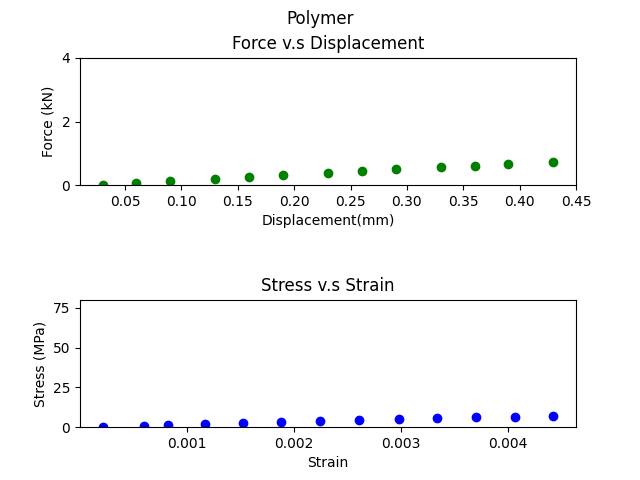 Polymer
Force v.s Displacement
4
2
0
Force (kN)
0.05 0.10 0.15 0.20 0.25 0.30 0.35 0.40 0.45
Displacement(mm)
Stress v.s Strain
75
50
25
0
Stress (MPa)
0.001 0.002 0.003 0.004
Strain